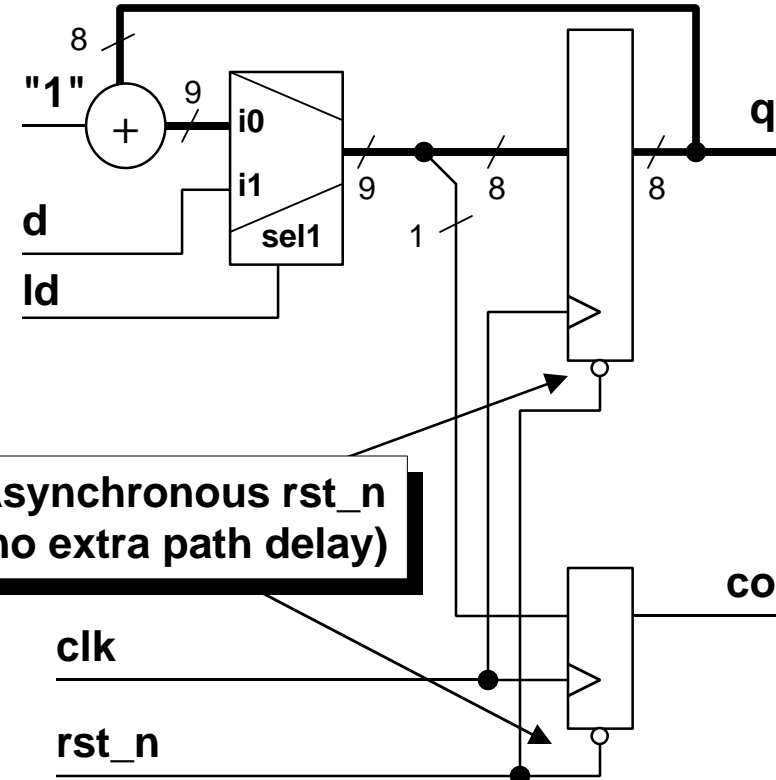 8
"1"
9
+
i0
q
9
8
8
i1
d
1
sel1
ld
synchronous rst_n
no extra path delay)
co
clk
rst_n